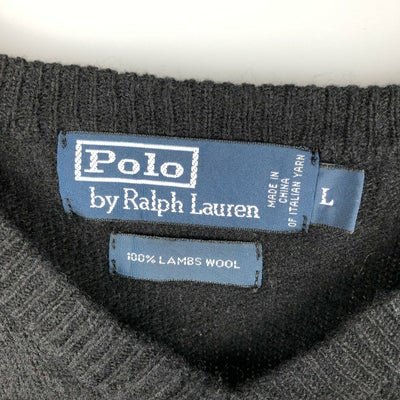 Polo
by Ralph Lauren
MADE IN
CHINA
OF ITALIAN YARN
L
100% LAMBS WOOL